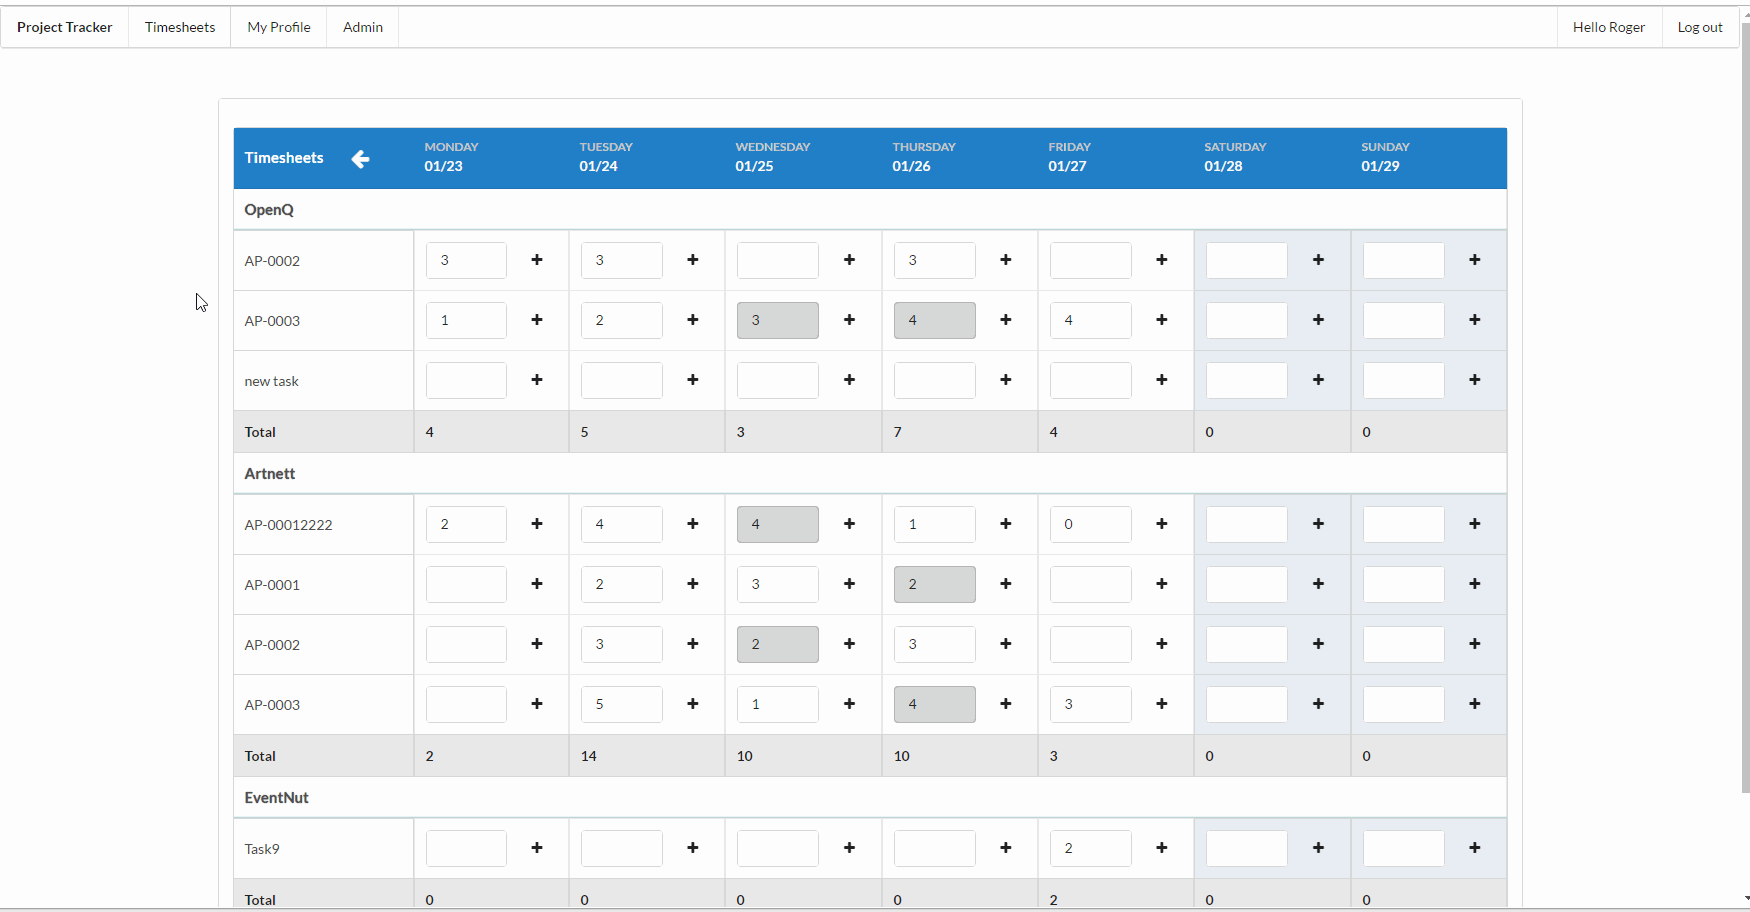 Project Tracker Timesheets My Profile Admin Hello Roger Log out
Timesheets MONDAY TUESDAY WEDNESDAY THURSDAY FRIDAY SATURDAY SUNDAY
01/23 01/24 01/25 01/26 01/27 01/28 01/29
OpenQ
AP-0002 3 + 3 + + 3 + + + +
AP-0003 1 + 2 + 3 + 4 + 4 + + +
new task + + + + + + +
Total 4 5 3 7 4 0 0
Artnett
AP-00012222 2 + 4 + 4 + 1 + 0 + + +
AP-0001 + 2 + 3 + 2 + + + +
AP-0002 + 3 + 2 + 3 + + + +
AP-0003 + 5 + 1 + 4 + 3 + + +
Total 2 14 10 10 3 0 0
EventNut
Task9 + + + + 2 + + +
Total 0 0 0 0 2 0 0